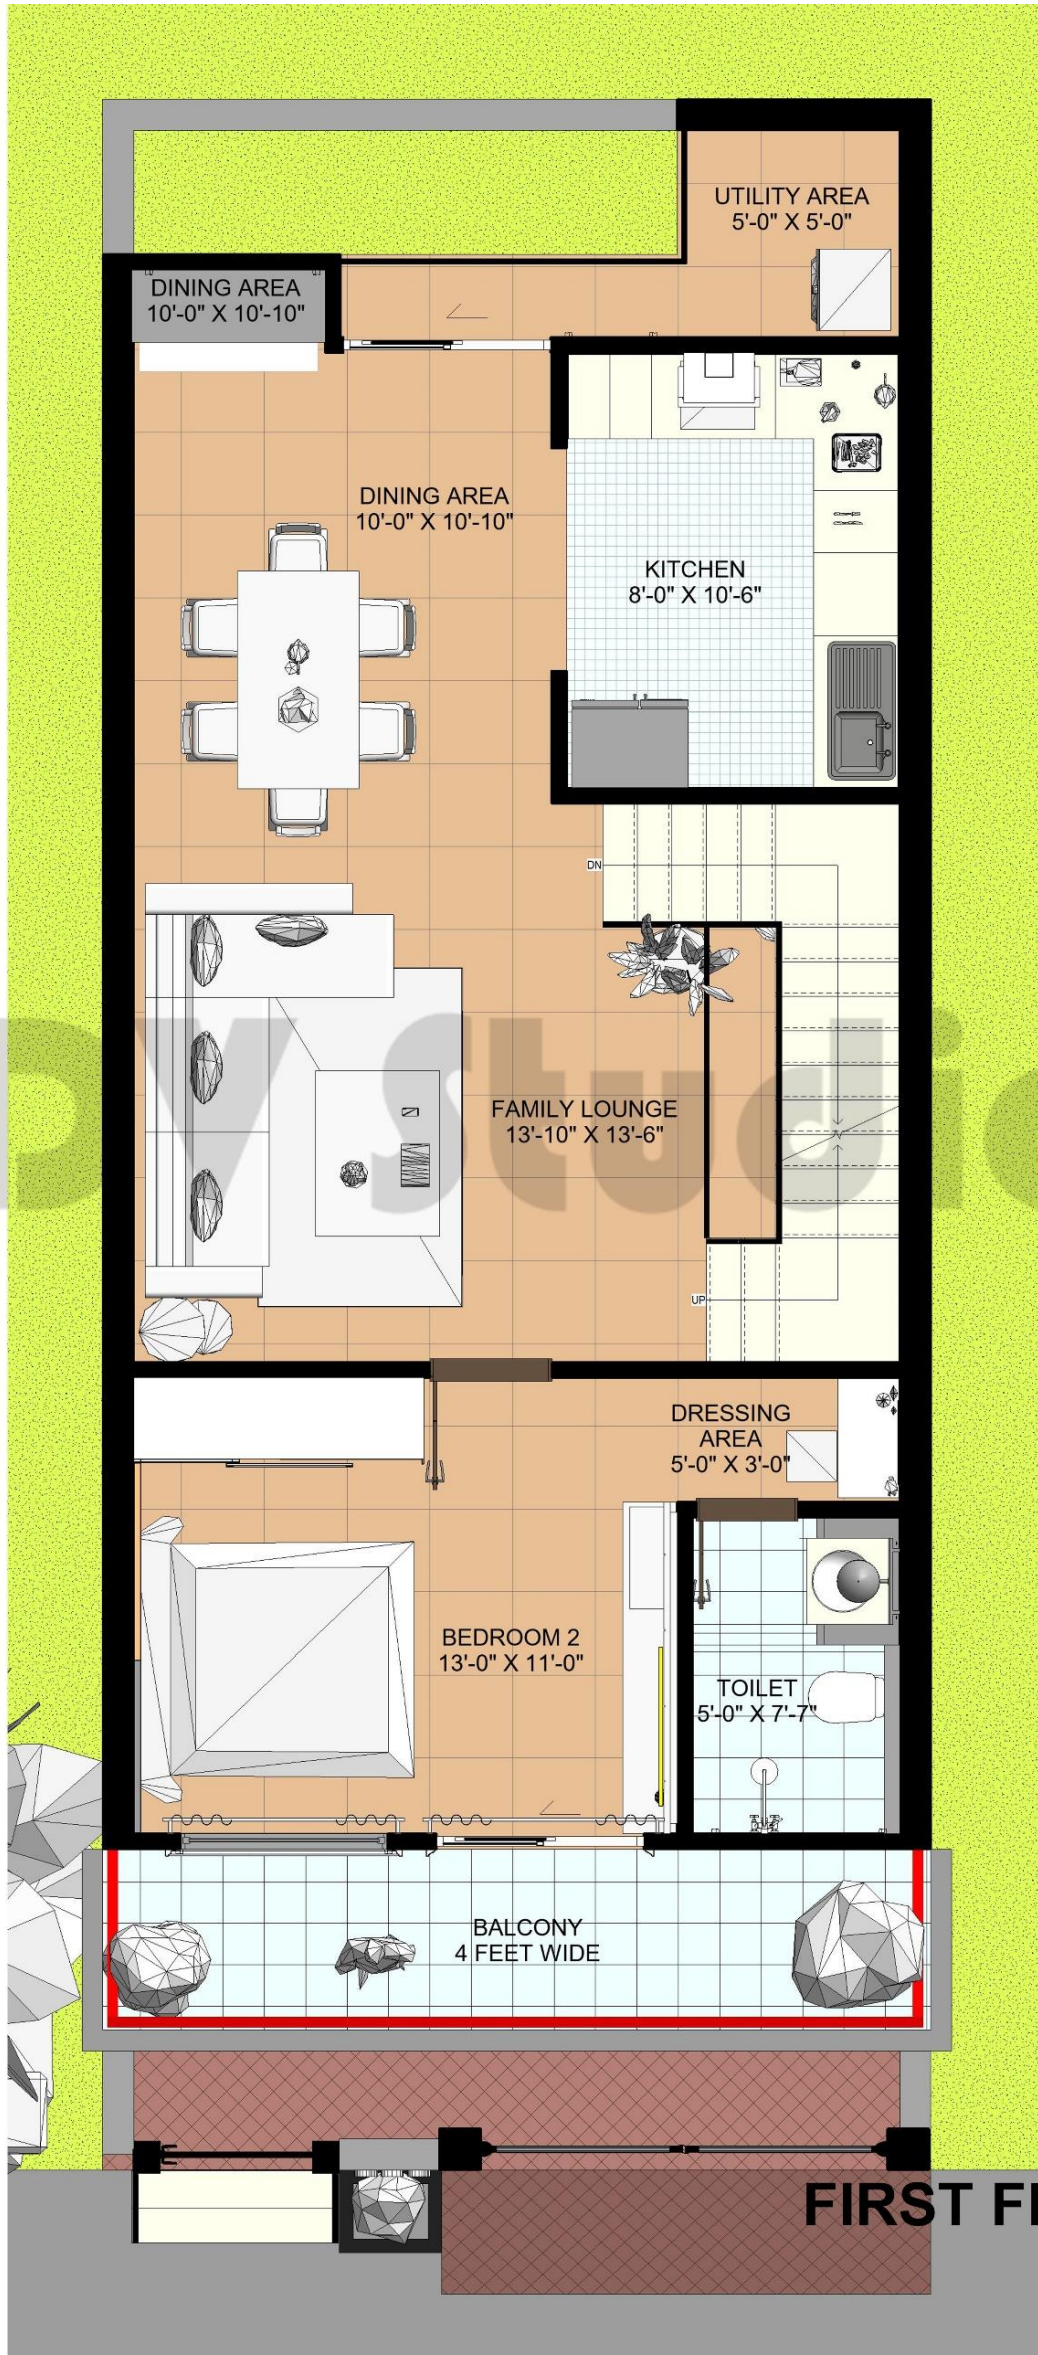 UTILITY AREA
5'-0" X 5'-0"
DINING AREA
10'-0" X 10'-10"
DINING AREA
10'-0" X 10'-10"
KITCHEN
8'-0" X 10'-6"
DN
FAMILY LOUNGE
13'-10" X 13'-6"
UP
DRESSING
AREA
5'-0" X 3'-0"
BEDROOM 2
13'-0" X 11'-0"
TOILET
5'-0" X 7'-7"
BALCONY
4 FEET WIDE
FIRST